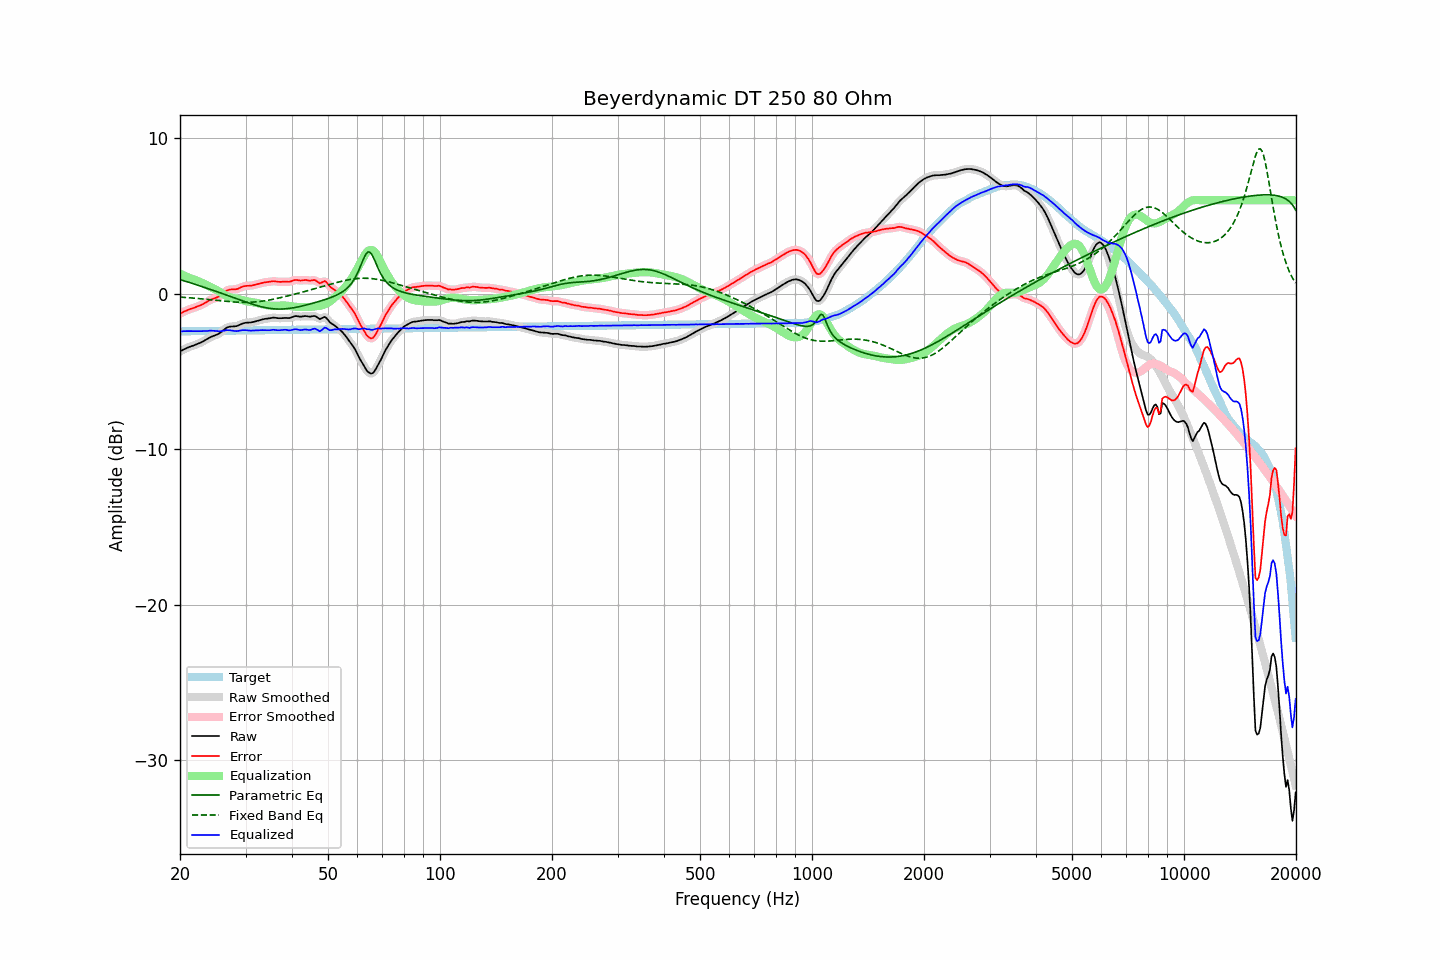 Beyerdynamic DT 250 80 Ohm
10
0
−10
−20
−30
Amplitude (dBr)
Target
Raw Smoothed
Error Smoothed
Raw
Error
Equalization
Parametric Eq
Fixed Band Eq
Equalized
20 50 100 200 500 1000 2000 5000 10000 20000
Frequency (Hz)